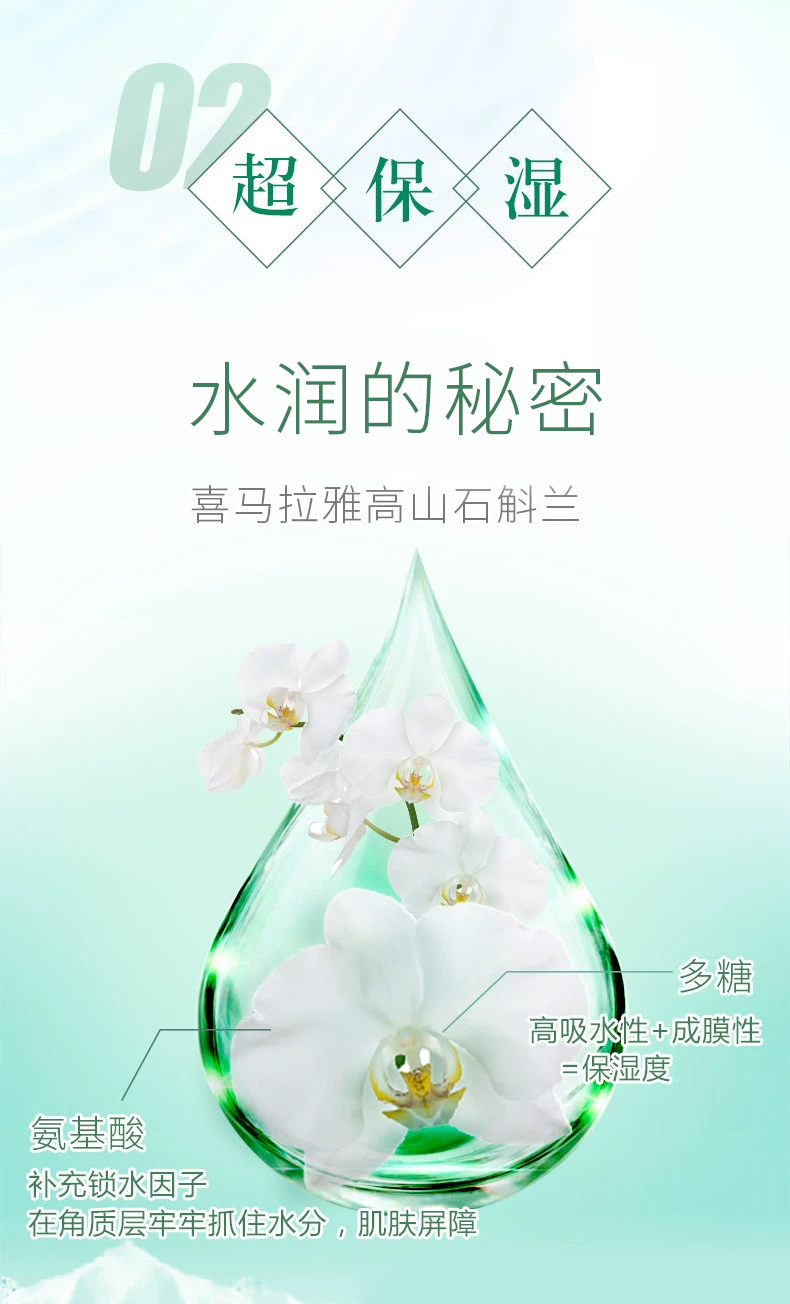 02
超保湿
水润的秘密
喜马拉雅高山石斛兰
多糖
高吸水性+成膜性
=保湿度
氨基酸
补充锁水因子
在角质层牢牢抓住水分，肌肤屏障